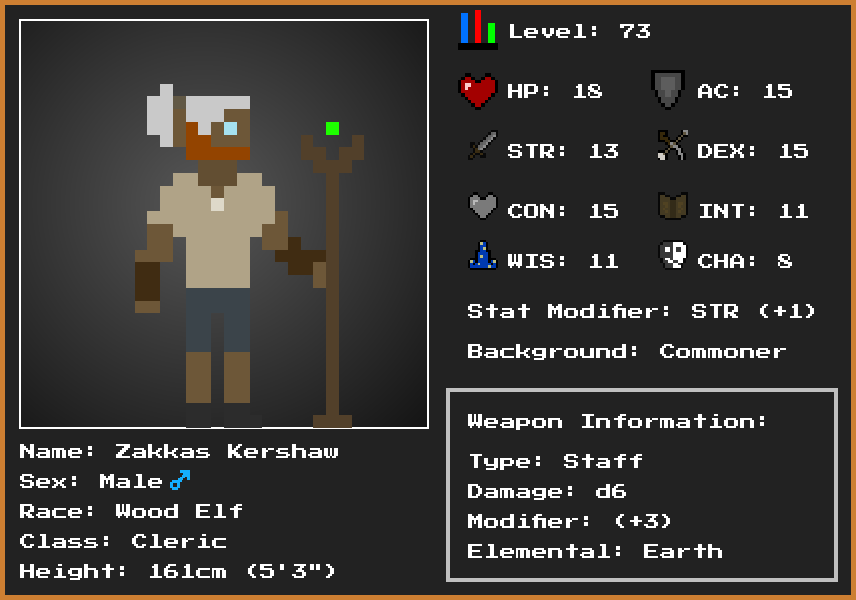 Level: 73
HP: 18 AC: 15
STR: 13 DEX: 15
CON: 15 INT: 11
WIS: 11 CHA: 8
Stat Modifier: STR (+1)
Background: Commoner
Weapon Information:
Type: Staff
Damage: d6
Modifier: (+3)
Elemental: Earth
Name: Zakkas Kershaw
Sex: Male♂
Race: Wood Elf
Class: Cleric
Height: 161cm (5'3")